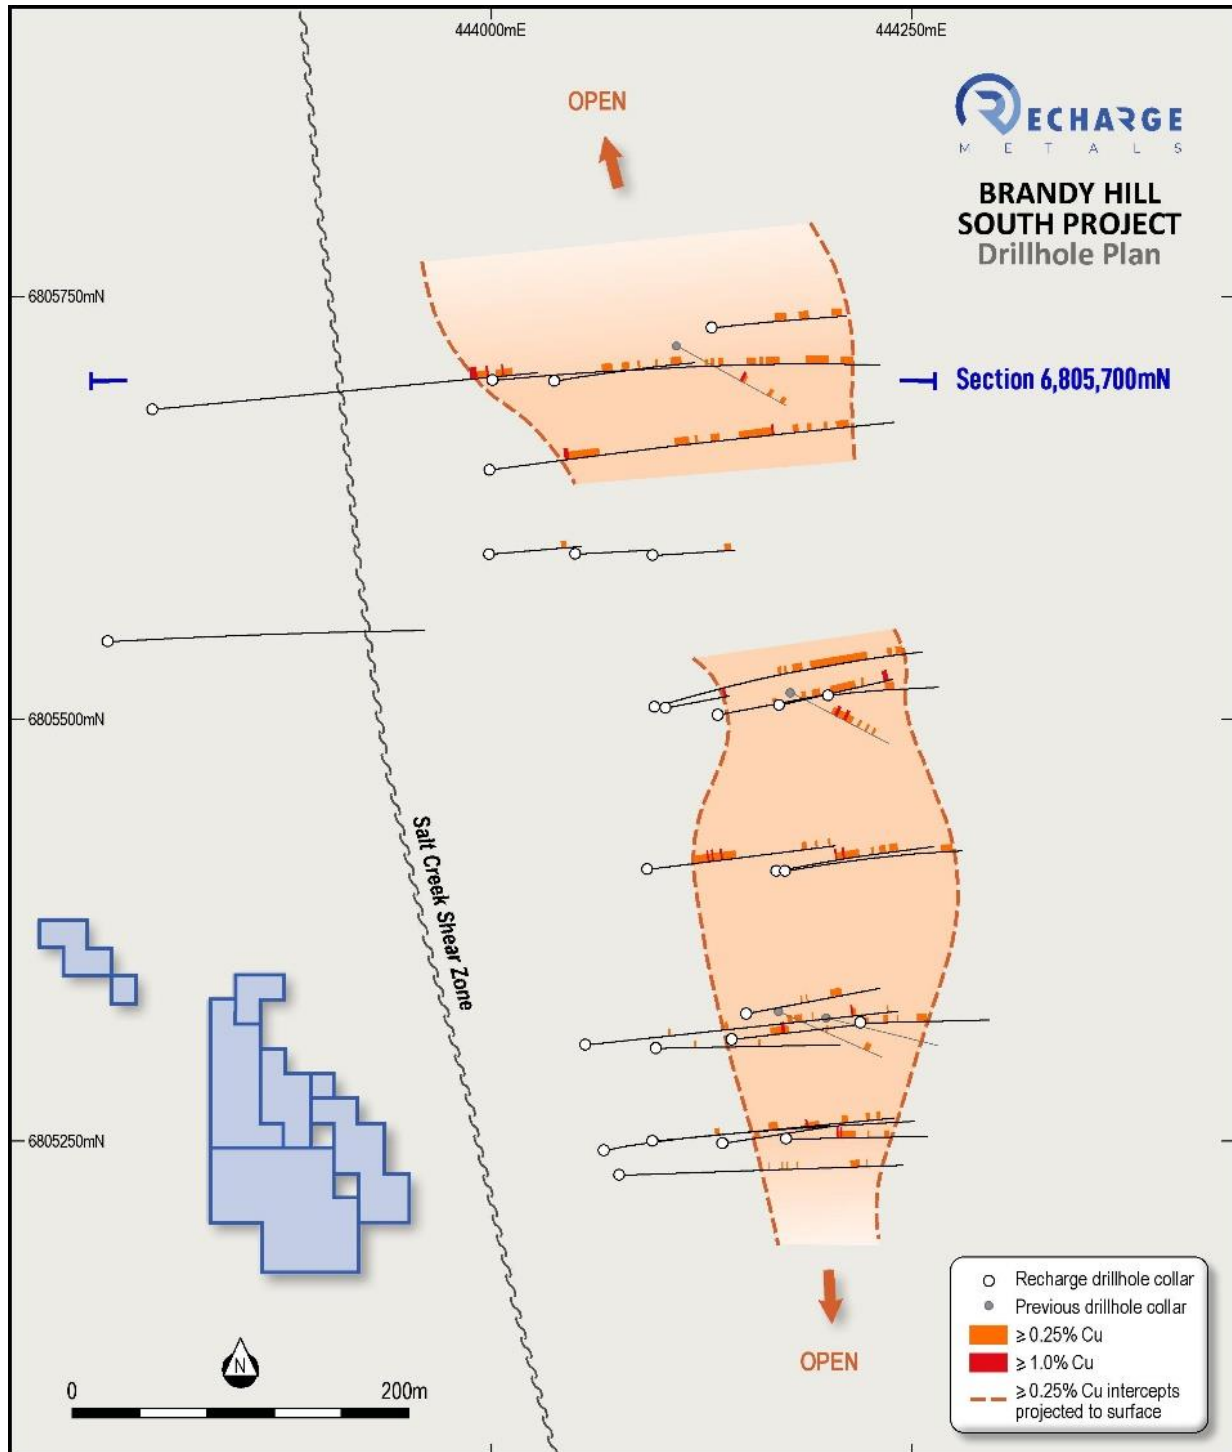 444000mE
444250mE
OPEN
RECHARGE
METALS
BRANDY HILL
SOUTH PROJECT
Drillhole Plan
6805750mN
Section 6,805,700mN
6805500mN
Salt Creek Shear Zone
6805250mN
OPEN
N
0 200m
Recharge drillhole collar
Previous drillhole collar
≥ 0.25% Cu
≥ 1.0% Cu
≥ 0.25% Cu intercepts
projected to surface